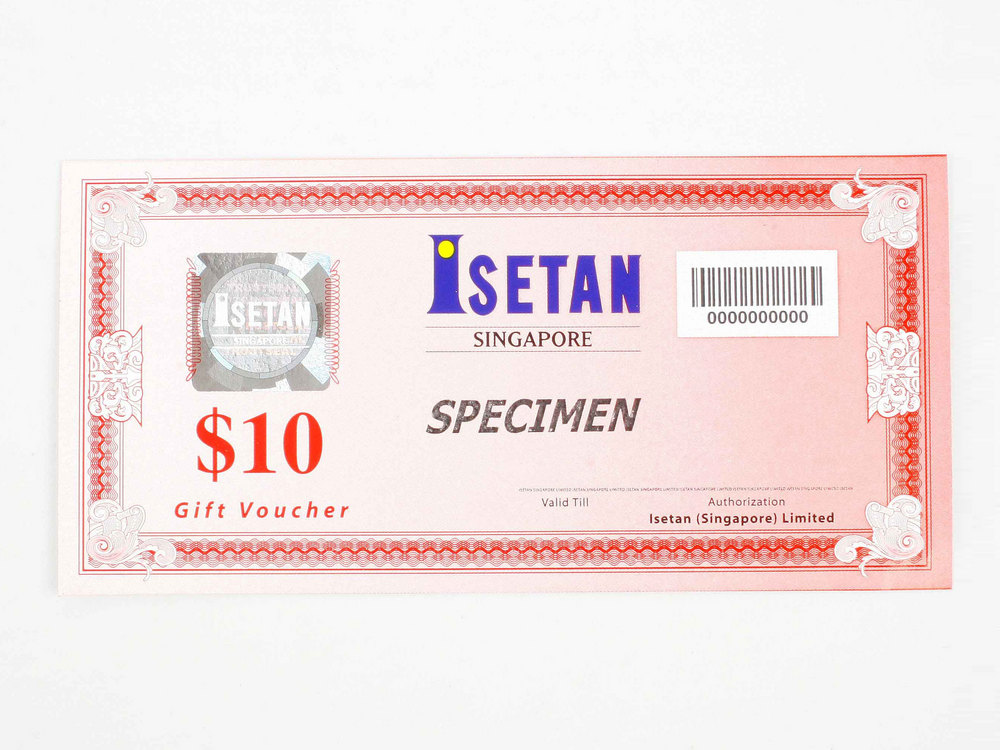 ISETAN
SINGAPORE
0000000000
ISETAN
SPECIMEN
$10
Gift Voucher
Valid Till
Authorization
Isetan (Singapore) Limited